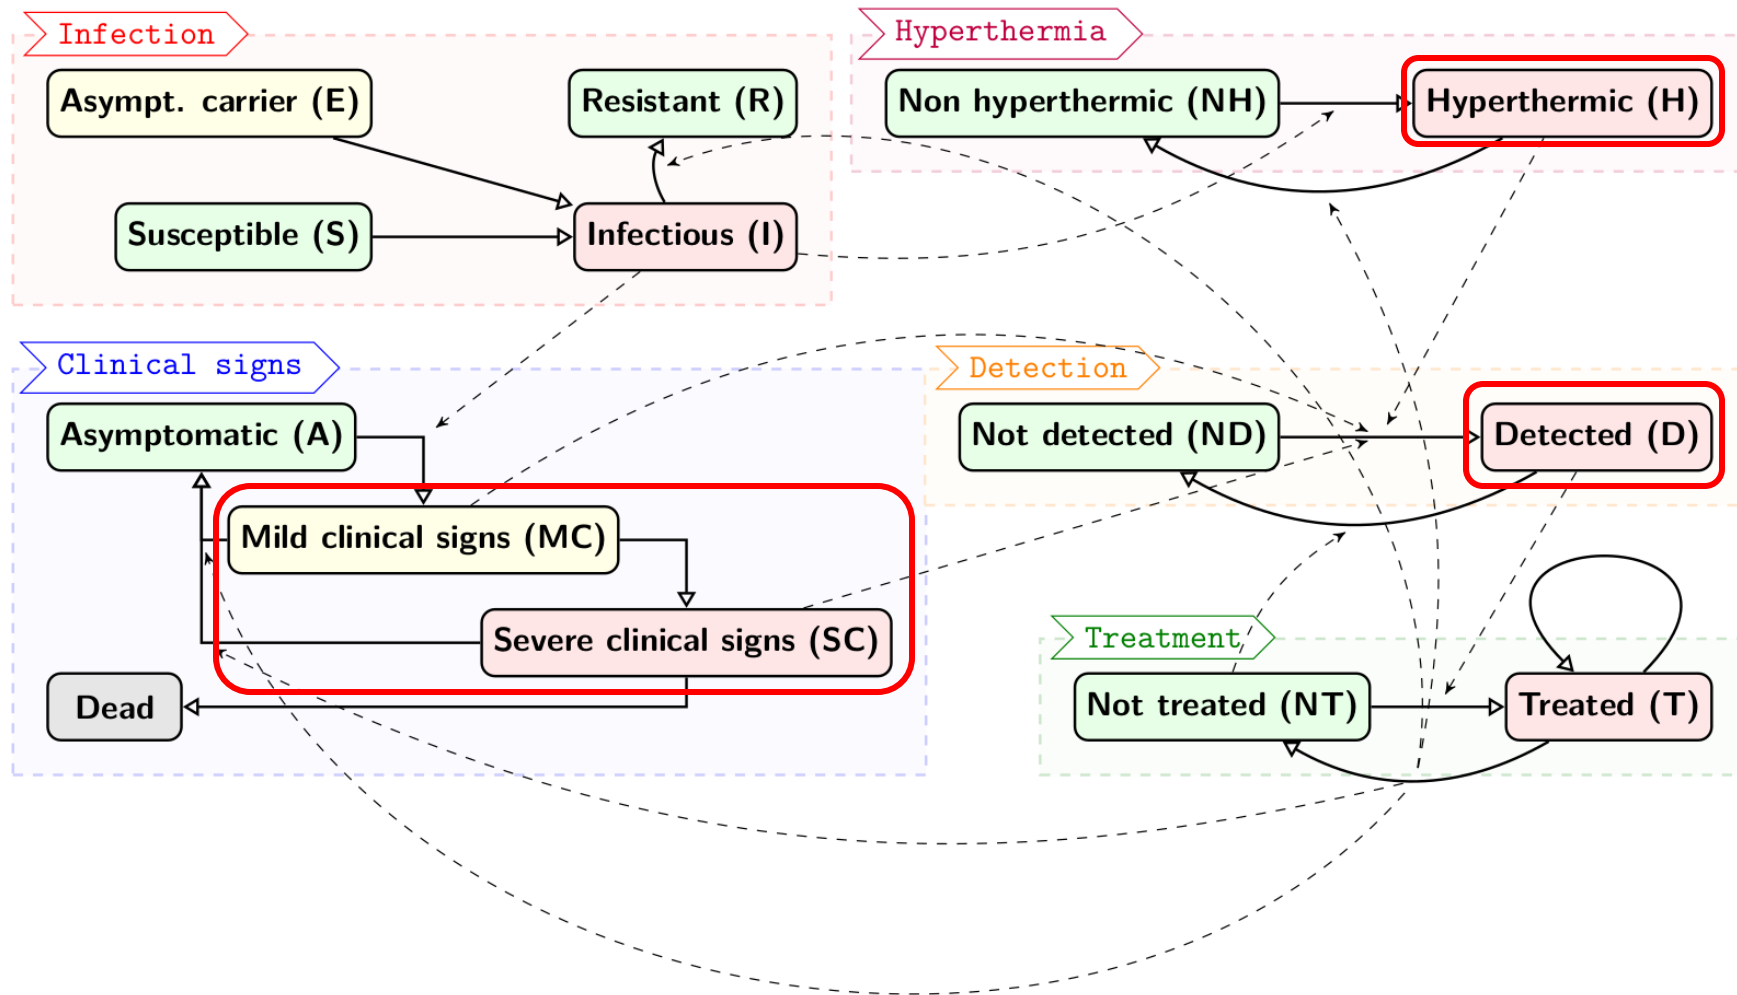 Infection
Asympt. carrier (E)
Resistant (R)
Susceptible (S)
Infectious (I)
Hyperthermia
Non hyperthermic (NH)
Hyperthermic (H)
Clinical signs
Asymptomatic (A)
Mild clinical signs (MC)
Severe clinical signs (SC)
Dead
Detection
Not detected (ND)
Detected (D)
Treatment
Not treated (NT)
Treated (T)